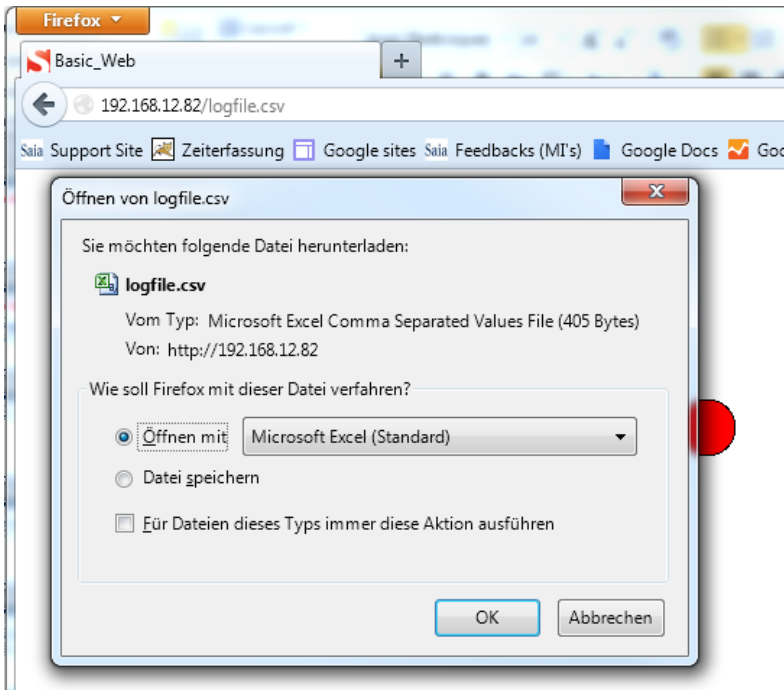 Firefox
Basic_Web
192.168.12.82/logfile.csv
Saia Support Site Zeiterfassung Google sites Saia Feedbacks (MI's) Google Docs Goo
Öffnen von logfile.csv
Sie möchten folgende Datei herunterladen:
logfile.csv
Vom Typ: Microsoft Excel Comma Separated Values File (405 Bytes)
Von: http://192.168.12.82
Wie soll Firefox mit dieser Datei verfahren?
Öffnen mit Microsoft Excel (Standard)
Datei speichern
Für Dateien dieses Typs immer diese Aktion ausführen
OK Abbrechen